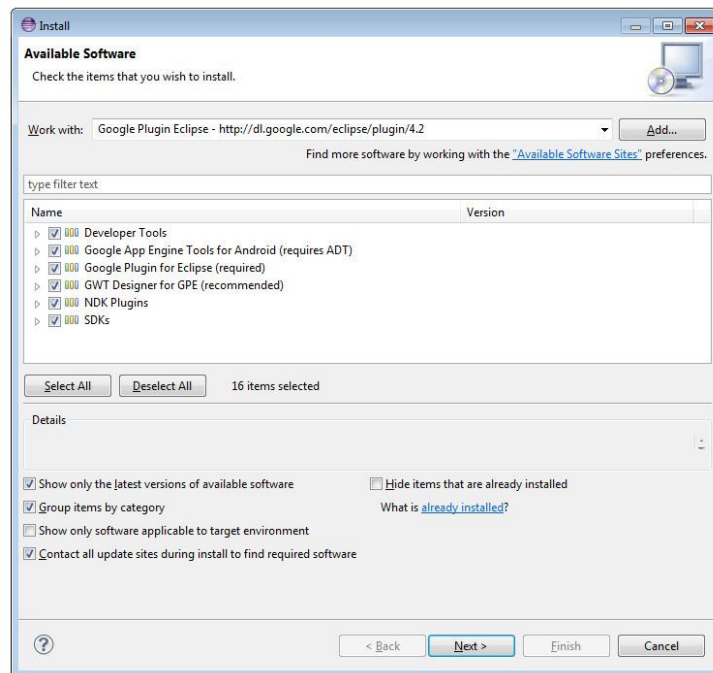 Install
Available Software
Check the items that you wish to install.
Work with: Google Plugin Eclipse - http://dl.google.com/eclipse/plugin/4.2 Add...
Find more software by working with the "Available Software Sites" preferences.
type filter text
Name Version
Developer Tools
Google App Engine Tools for Android (requires ADT)
Google Plugin for Eclipse (required)
GWT Designer for GPE (recommended)
NDK Plugins
SDKs
Select All Deselect All 16 items selected
Details
Show only the latest versions of available software Hide items that are already installed
Group items by category What is already installed?
Show only software applicable to target environment
Contact all update sites during install to find required software
? < Back Next > Finish Cancel